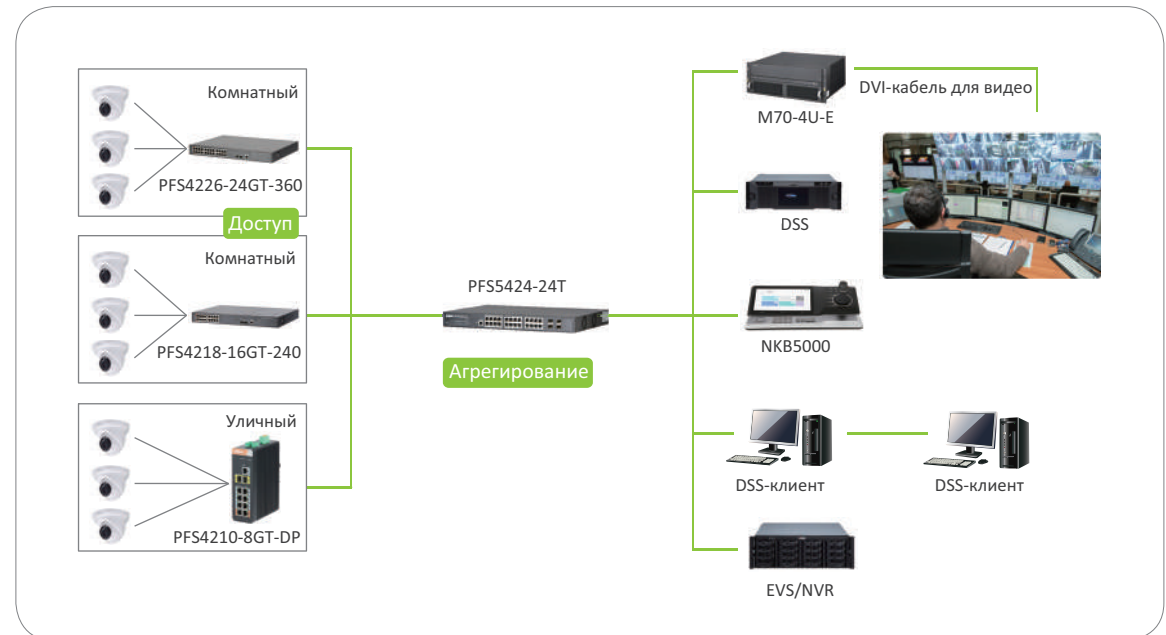 Комнатный
PFS4226-24GT-360
Доступ
Комнатный
PFS4218-16GT-240
Уличный
PFS4210-8GT-DP
PFS5424-24T
Агрегирование
M70-4U-E
DVI-кабель для видео
DSS
NKB5000
DSS-клиент
DSS-клиент
EVS/NVR